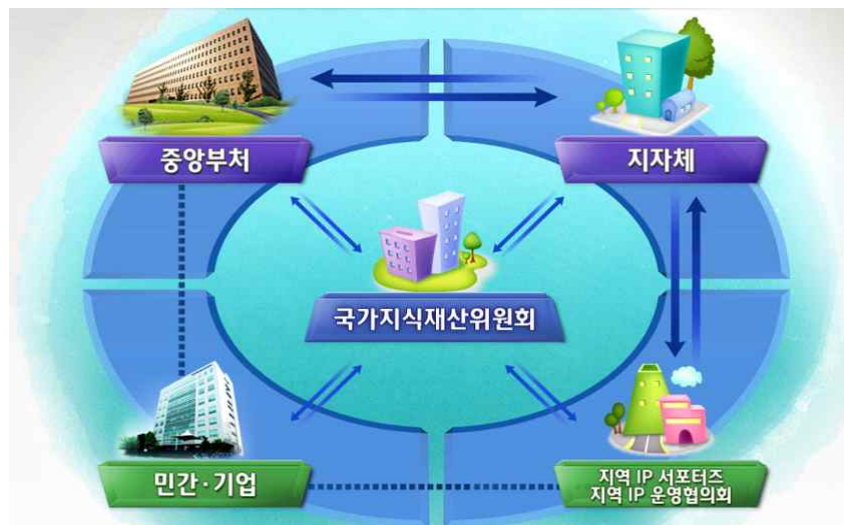 중앙부처
지자체
국가지식재산위원회
민간·기업
지역 IP 서포터즈
지역 IP 운영협의회